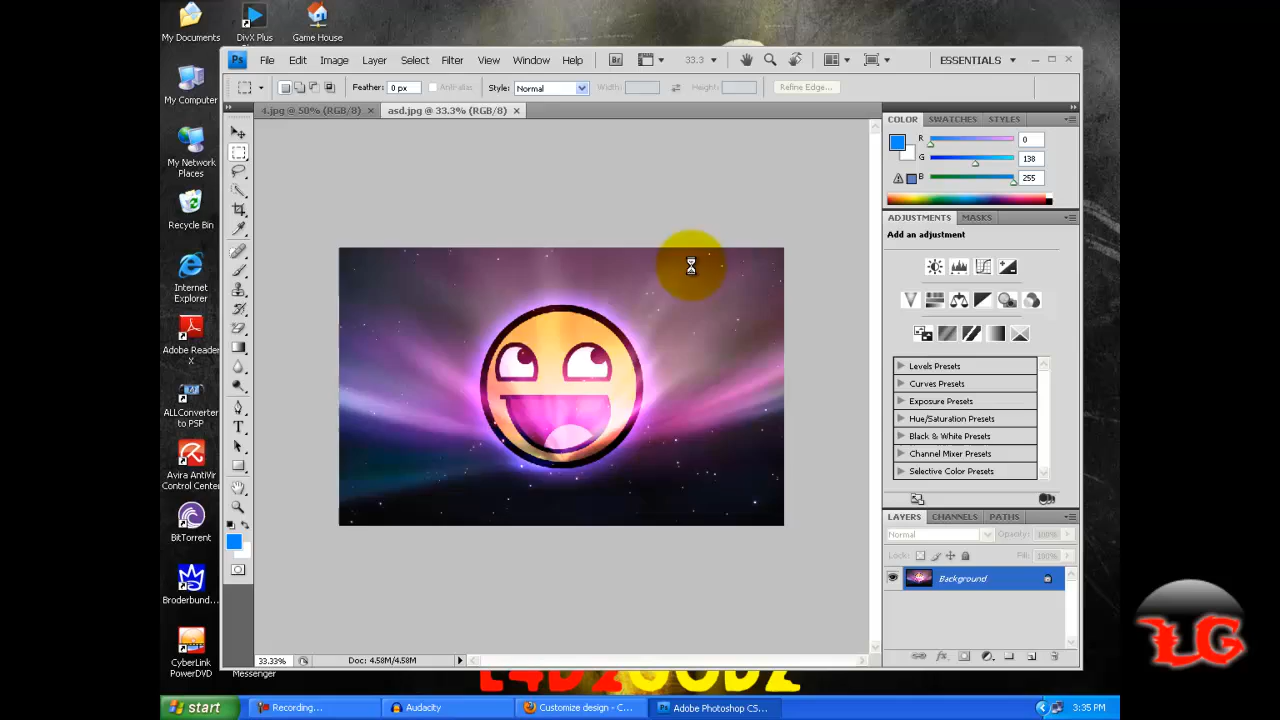 My Documents
DivX Plus
Game House
My Computer
My Network
Places
Recycle Bin
Internet
Explorer
Adobe Reader
X
ALLConverter
to PSP
Avira AntiVir
Control Center
BitTorrent
Broderbund...
CyberLink
PowerDVD
Messenger
Ps
File
Edit
Image
Layer
Select
Filter
View
Window
Help
Br
33.3
ESSENTIALS
Feather:
0 px
Anti-alias
Style:
Normal
Width:
Height:
Refine Edge...
4.jpg @ 50% (RGB/8)
asd.jpg @ 33.3% (RGB/8)
COLOR
SWATCHES
STYLES
R
0
G
138
B
255
ADJUSTMENTS
MASKS
Add an adjustment
Levels Presets
Curves Presets
Exposure Presets
Hue/Saturation Presets
Black & White Presets
Channel Mixer Presets
Selective Color Presets
LAYERS
CHANNELS
PATHS
Normal
Opacity:
100%
Lock:
Fill:
100%
Background
33.33%
Doc: 4.58M/4.58M
LG
start
Recording...
Audacity
Customize design - C...
Adobe Photoshop CS...
3:35 PM